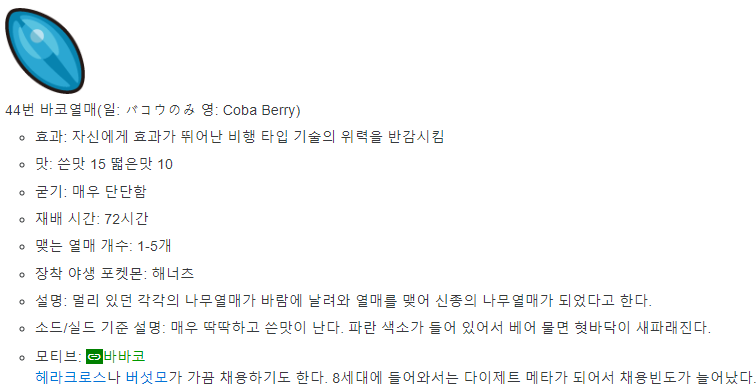 44번 바코열매(일: バコウのみ 영: Coba Berry)
효과: 자신에게 효과가 뛰어난 비행 타입 기술의 위력을 반감시킴
맛: 쓴맛 15 떫은맛 10
굳기: 매우 단단함
재배 시간: 72시간
맺는 열매 개수: 1-5개
장착 야생 포켓몬: 해너츠
설명: 멀리 있던 각각의 나무열매가 바람에 날려와 열매를 맺어 신종의 나무열매가 되었다고 한다.
소드/실드 기준 설명: 매우 딱딱하고 쓴맛이 난다. 파란 색소가 들어 있어서 베어 물면 혓바닥이 새파래진다.
모티브: 바바코
헤라크로스나 버섯모가 가끔 채용하기도 한다. 8세대에 들어와서는 다이제트 메타가 되어서 채용빈도가 늘어났다.